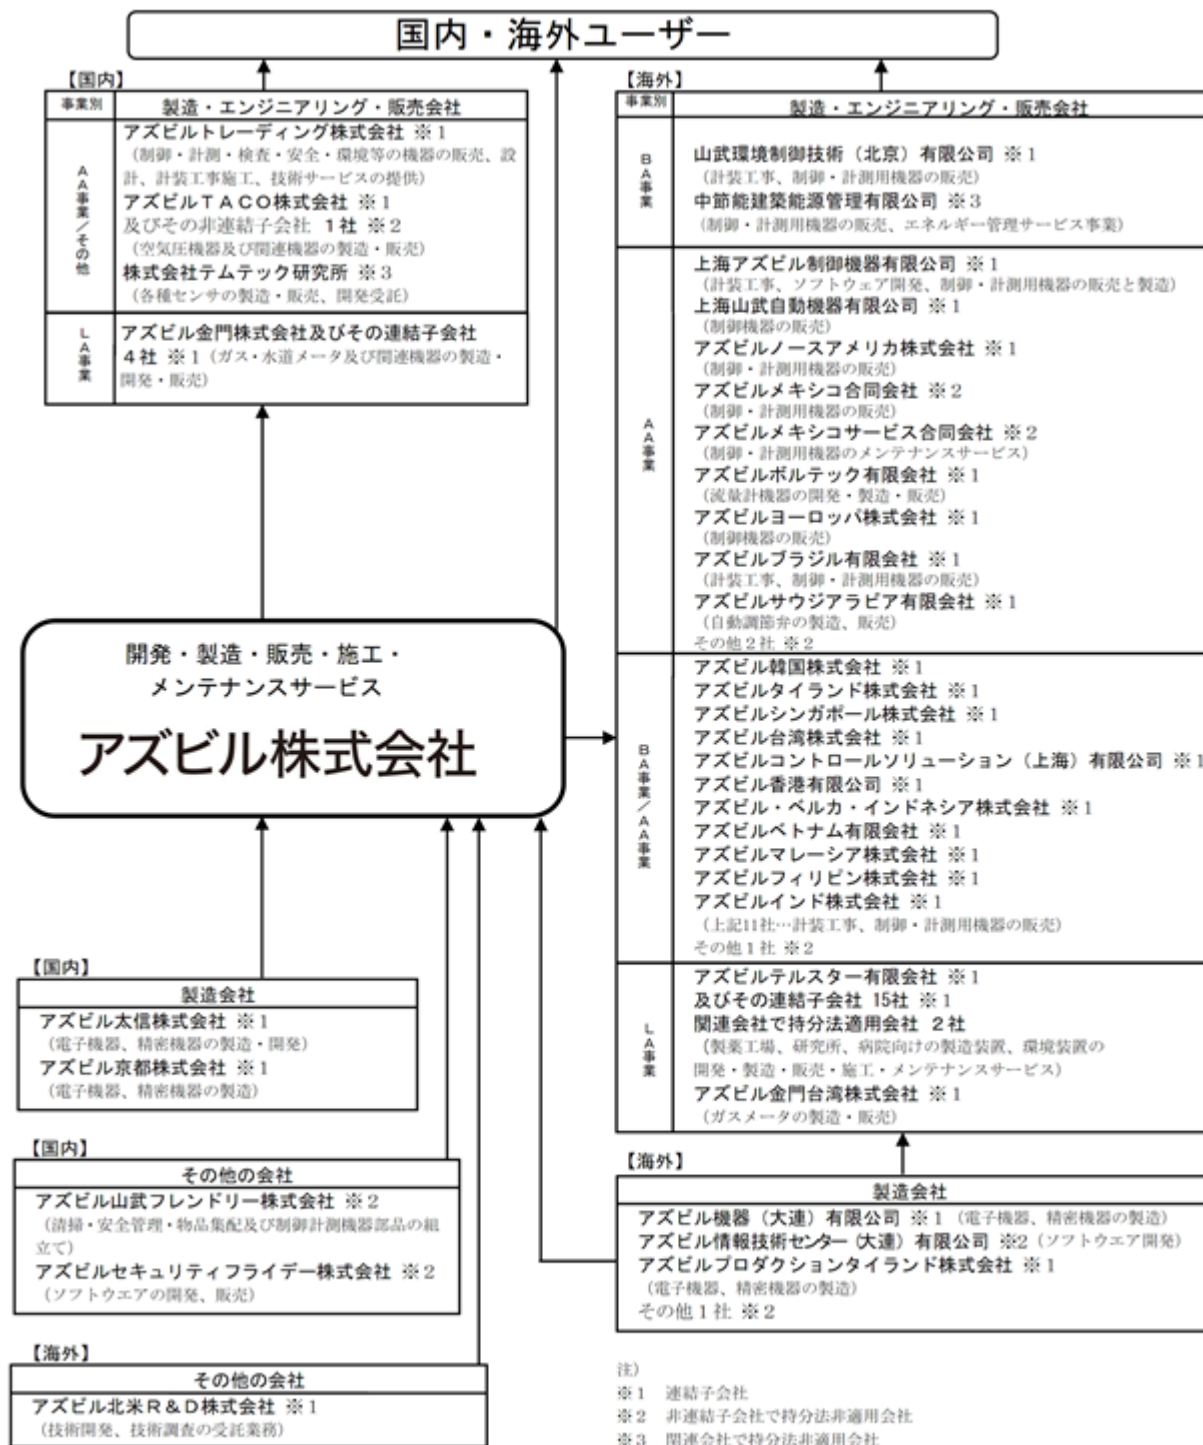 国内・海外ユーザー
【国内】
事業別
製造・エンジニアリング・販売会社
AA事業/その他
アズビルトレーディング株式会社 ※1
(制御・計測・検査・安全・環境等の機器の販売、設
計、計装工事施工、技術サービスの提供)
アズビルTACO株式会社 ※1
及びその非連結子会社 1社 ※2
(空気圧機器及び関連機器の製造・販売)
株式会社テムテック研究所 ※3
(各種センサの製造・販売、開発受託)
LA事業
アズビル金門株式会社及びその連結子会社
4社 ※1(ガス・水道メータ及び関連機器の製造・
開発・販売)
【海外】
事業別
製造・エンジニアリング・販売会社
BA事業
山武環境制御技術(北京)有限公司 ※1
(計装工事、制御・計測用機器の販売)
中節能建築能源管理有限公司 ※3
(制御・計測用機器の販売、エネルギー管理サービス事業)
AA事業
上海アズビル制御機器有限公司 ※1
(計装工事、ソフトウェア開発、制御・計測用機器の販売と製造)
上海山武自動機器有限公司 ※1
(制御機器の販売)
アズビルノースアメリカ株式会社 ※1
(制御・計測用機器の販売)
アズビルメキシコ合同会社 ※2
(制御・計測用機器の販売)
アズビルメキシコサービス合同会社 ※2
(制御・計測用機器のメンテナンスサービス)
アズビルボルテック有限会社 ※1
(流量計機器の開発・製造・販売)
アズビルヨーロッパ株式会社 ※1
(制御機器の販売)
アズビルブラジル有限会社 ※1
(計装工事、制御・計測用機器の販売)
アズビルサウジアラビア有限会社 ※1
(自動調節弁の製造、販売)
その他2社 ※2
BA事業/AA事業
アズビル韓国株式会社 ※1
アズビルタイランド株式会社 ※1
アズビルシンガポール株式会社 ※1
アズビル台湾株式会社 ※1
アズビルコントロールソリューション(上海)有限公司 ※1
アズビル香港有限公司 ※1
アズビル・ベルカ・インドネシア株式会社 ※1
アズビルベトナム有限会社 ※1
アズビルマレーシア株式会社 ※1
アズビルフィリピン株式会社 ※1
アズビルインド株式会社 ※1
(上記11社…計装工事、制御・計測用機器の販売)
その他1社 ※2
LA事業
アズビルテルスター有限会社 ※1
及びその連結子会社 15社 ※1
関連会社で持分法適用会社 2社
(製薬工場、研究所、病院向けの製造装置、環境装置の
開発・製造・販売・施工・メンテナンスサービス)
アズビル金門台湾株式会社 ※1
(ガスメータの製造・販売)
開発・製造・販売・施工・
メンテナンスサービス
アズビル株式会社
【国内】
製造会社
アズビル太信株式会社 ※1
(電子機器、精密機器の製造・開発)
アズビル京都株式会社 ※1
(電子機器、精密機器の製造)
【国内】
その他の会社
アズビル山武フレンドリー株式会社 ※2
(清掃・安全管理・物品集配及び制御計測機器部品の組
立て)
アズビルセキュリティフライデー株式会社 ※2
(ソフトウエアの開発、販売)
【海外】
その他の会社
アズビル北米R&D株式会社 ※1
(技術開発、技術調査の受託業務)
【海外】
製造会社
アズビル機器(大連)有限公司 ※1(電子機器、精密機器の製造)
アズビル情報技術センター(大連)有限公司 ※2(ソフトウエア開発)
アズビルプロダクションタイランド株式会社 ※1
(電子機器、精密機器の製造)
その他1社 ※2
注)
※1 連結子会社
※2 非連結子会社で持分法非適用会社
※3 関連会社で持分法非適用会社